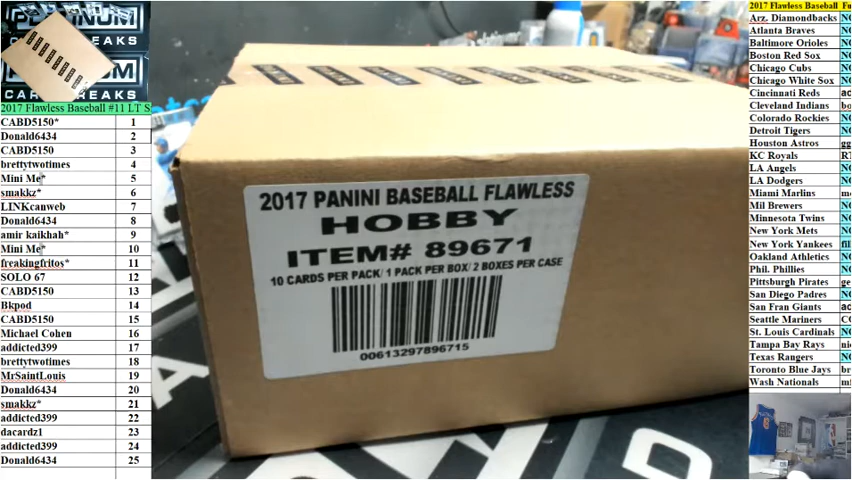 PLATINUM
BREAKS
2017 Flawless Baseball #11 LT S
CABD5150* 1
Donald6434 2
CABD5150 3
brettytwotimes 4
Mini Me* 5
smakkz* 6
LINKcanweb 7
Donald6434 8
amir kaikhah* 9
Mini Me* 10
freakingfritos* 11
SOLO 67 12
CABD5150 13
Bkpod 14
CABD5150 15
Michael Cohen 16
addicted399 17
brettytwotimes 18
MrSaintLouis 19
Donald6434 20
smakkz* 21
addicted399 22
dacardz1 23
addicted399 24
Donald6434 25
2017 PANINI BASEBALL FLAWLESS
HOBBY
ITEM# 89671
10 CARDS PER PACK/ 1 PACK PER BOX/ 2 BOXES PER CASE
00613297896715
2017 Flawless Baseball
Arz. Diamondbacks
Atlanta Braves
Baltimore Orioles
Boston Red Sox
Chicago Cubs
Chicago White Sox
Cincinnati Reds
Cleveland Indians
Colorado Rockies
Detroit Tigers
Houston Astros
KC Royals
LA Angels
LA Dodgers
Miami Marlins
Mil Brewers
Minnesota Twins
New York Mets
New York Yankees
Oakland Athletics
Phil. Phillies
Pittsburgh Pirates
San Diego Padres
San Fran Giants
Seattle Mariners
St. Louis Cardinals
Tampa Bay Rays
Texas Rangers
Toronto Blue Jays
Wash Nationals